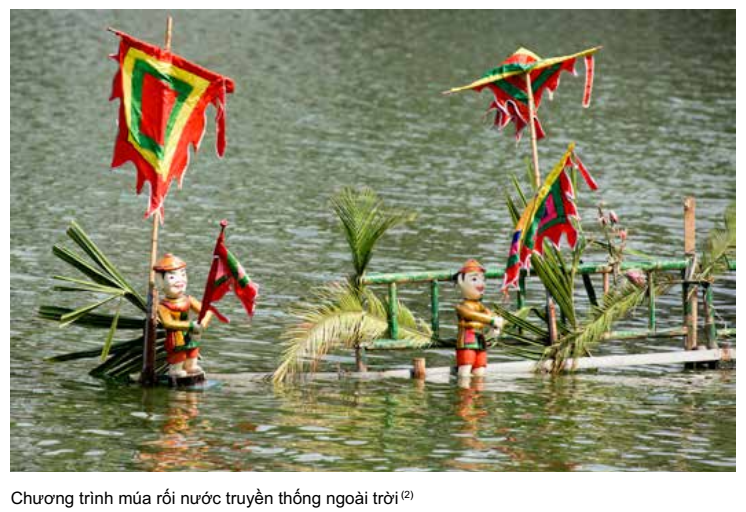 Chương trình múa rối nước truyền thống ngoài trời (2)